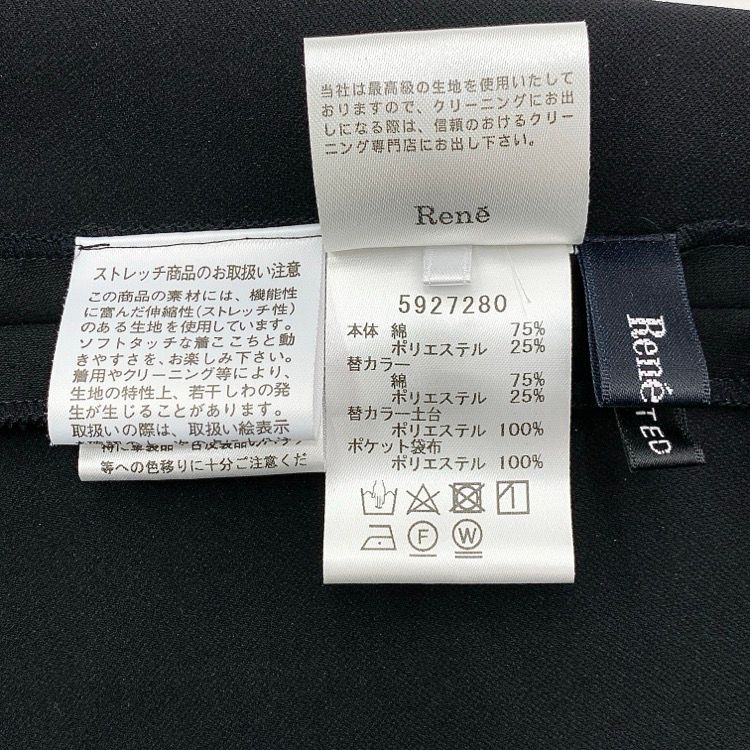 当社は最高級の生地を使用いたして
おりますので、クリーニングにお出
しになる際は、信頼のおけるクリー
ニング専門店にお出し下さい。
René
ストレッチ商品のお取扱い注意
この商品の素材には、機能性
に富んだ伸縮性(ストレッチ性)
のある生地を使用しています。
ソフトタッチな着ここちと動
きやすさを、お楽しみ下さい。
着用やクリーニング等により、
生地の特性上、若干しわの発
生が生じることがあります。
取扱いの際は、取扱い絵表示
等への色移りに十分ご注意くだ
5927280
本体 綿 75%
ポリエステル 25%
替カラー
綿 75%
ポリエステル 25%
替カラー土台
ポリエステル 100%
ポケット袋布
ポリエステル 100%
F W
René
TED